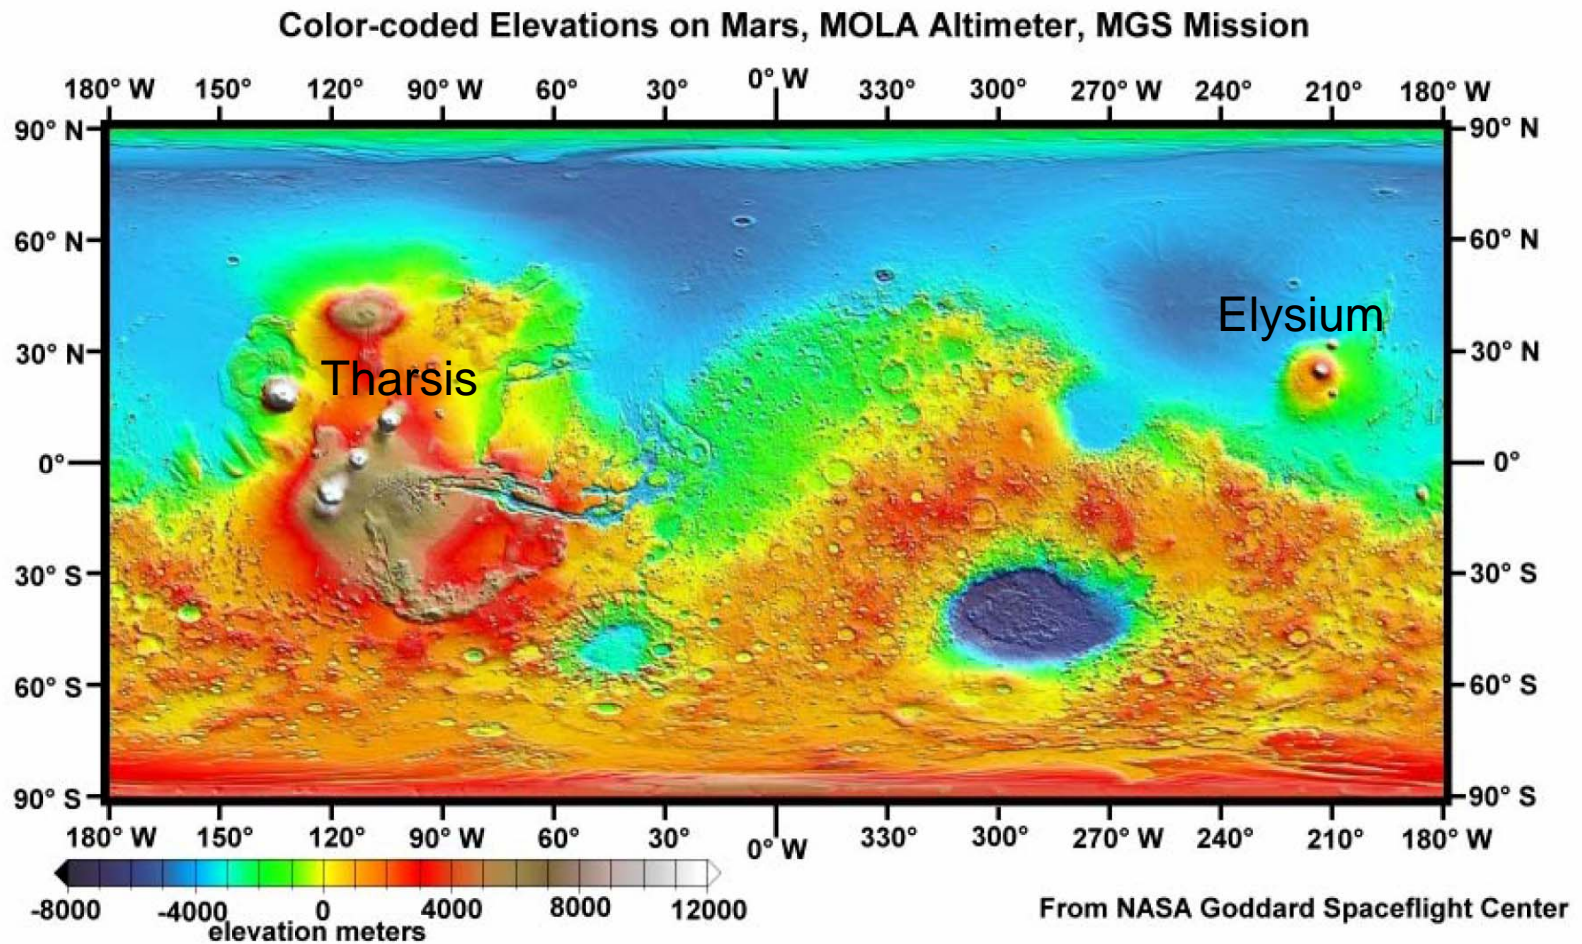 Color-coded Elevations on Mars, MOLA Altimeter, MGS Mission
180° W 150° 120° 90° W 60° 30° 0° W 330° 300° 270° W 240° 210° 180° W
90° N 90° N
60° N 60° N
Elysium
30° N 30° N
Tharsis
0° 0°
30° S 30° S
60° S 60° S
90° S 90° S
180° W 150° 120° 90° W 60° 30° 0° W 330° 300° 270° W 240° 210° 180° W
-8000 -4000 0 4000 8000 12000
elevation meters
From NASA Goddard Spaceflight Center